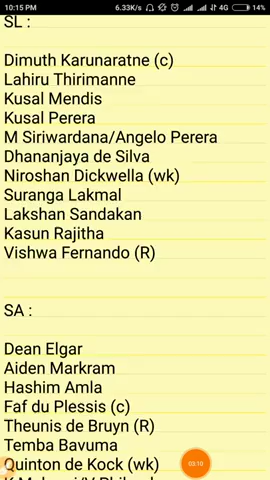 10:15 PM 6.33K/s 4G 14%
SL :
Dimuth Karunaratne (c)
Lahiru Thirimanne
Kusal Mendis
Kusal Perera
M Siriwardana/Angelo Perera
Dhananjaya de Silva
Niroshan Dickwella (wk)
Suranga Lakmal
Lakshan Sandakan
Kasun Rajitha
Vishwa Fernando (R)
SA :
Dean Elgar
Aiden Markram
Hashim Amla
Faf du Plessis (c)
Theunis de Bruyn (R)
Temba Bavuma
Quinton de Kock (wk)
03:10